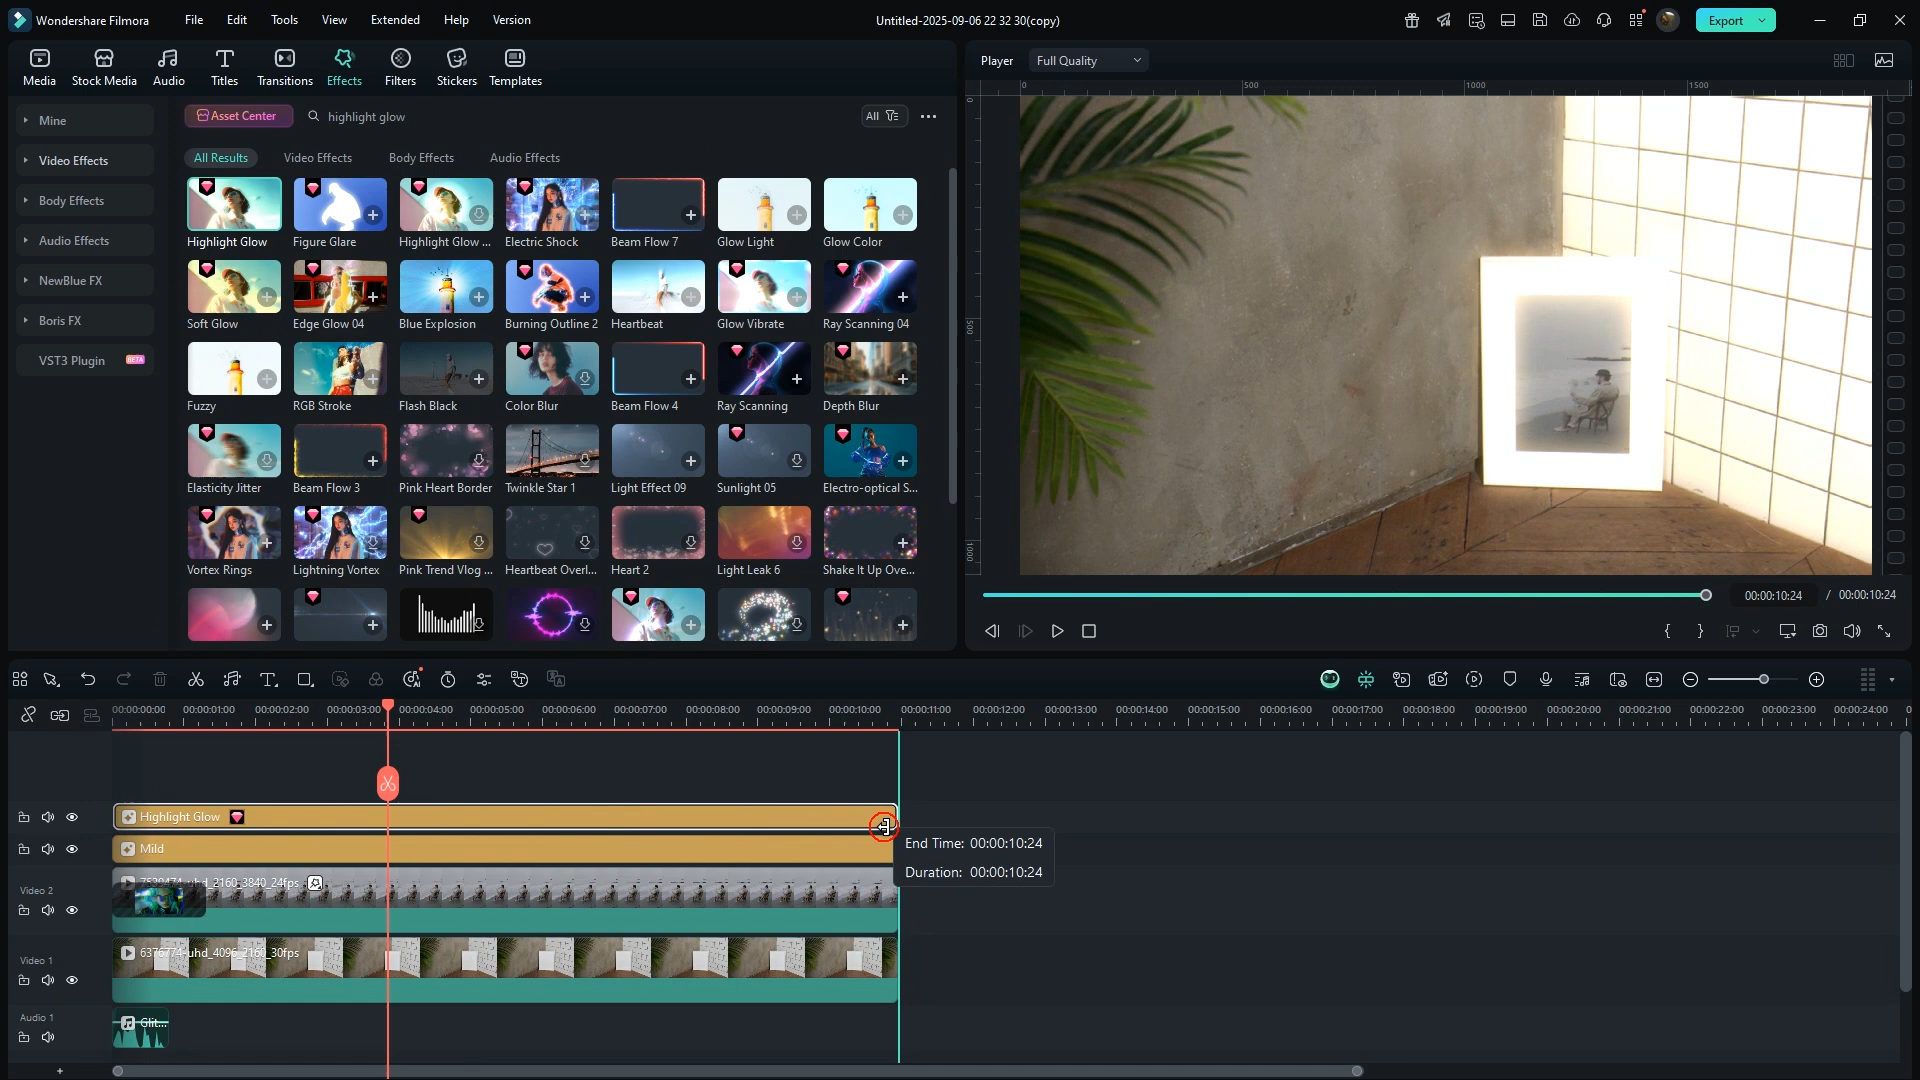 Wondershare Filmora
File Edit Tools View Extended Help Version
Untitled-2025-09-06 22 32 30(copy)
Export
Media Stock Media Audio Titles Transitions Effects Filters Stickers Templates
Player Full Quality
Mine
Video Effects
Body Effects
Audio Effects
NewBlue FX
Boris FX
VST3 Plugin BETA
Asset Center highlight glow All
All Results Video Effects Body Effects Audio Effects
Highlight Glow Figure Glare Highlight Glow ... Electric Shock Beam Flow 7 Glow Light Glow Color
Soft Glow Edge Glow 04 Blue Explosion Burning Outline 2 Heartbeat Glow Vibrate Ray Scanning 04
Fuzzy RGB Stroke Flash Black Color Blur Beam Flow 4 Ray Scanning Depth Blur
Elasticity Jitter Beam Flow 3 Pink Heart Border Twinkle Star 1 Light Effect 09 Sunlight 05 Electro-optical S...
Vortex Rings Lightning Vortex Pink Trend Vlog ... Heartbeat Overl... Heart 2 Light Leak 6 Shake It Up Ove...
0 500 1000 1500
0
500
1000
00:00:10:24 / 00:00:10:24
00:00:00:00 00:00:01:00 00:00:02:00 00:00:03:00 00:00:04:00 00:00:05:00 00:00:06:00 00:00:07:00 00:00:08:00 00:00:09:00 00:00:10:00 00:00:11:00 00:00:12:00 00:00:13:00 00:00:14:00 00:00:15:00 00:00:16:00 00:00:17:00 00:00:18:00 00:00:19:00 00:00:20:00 00:00:21:00 00:00:22:00 00:00:23:00 00:00:24:00 0
Highlight Glow
Mild
End Time: 00:00:10:24
Duration: 00:00:10:24
Video 2
uhd_2160_3840_24fps
Video 1
6376774-uhd_4096_2160_30fps
Audio 1
Glit...